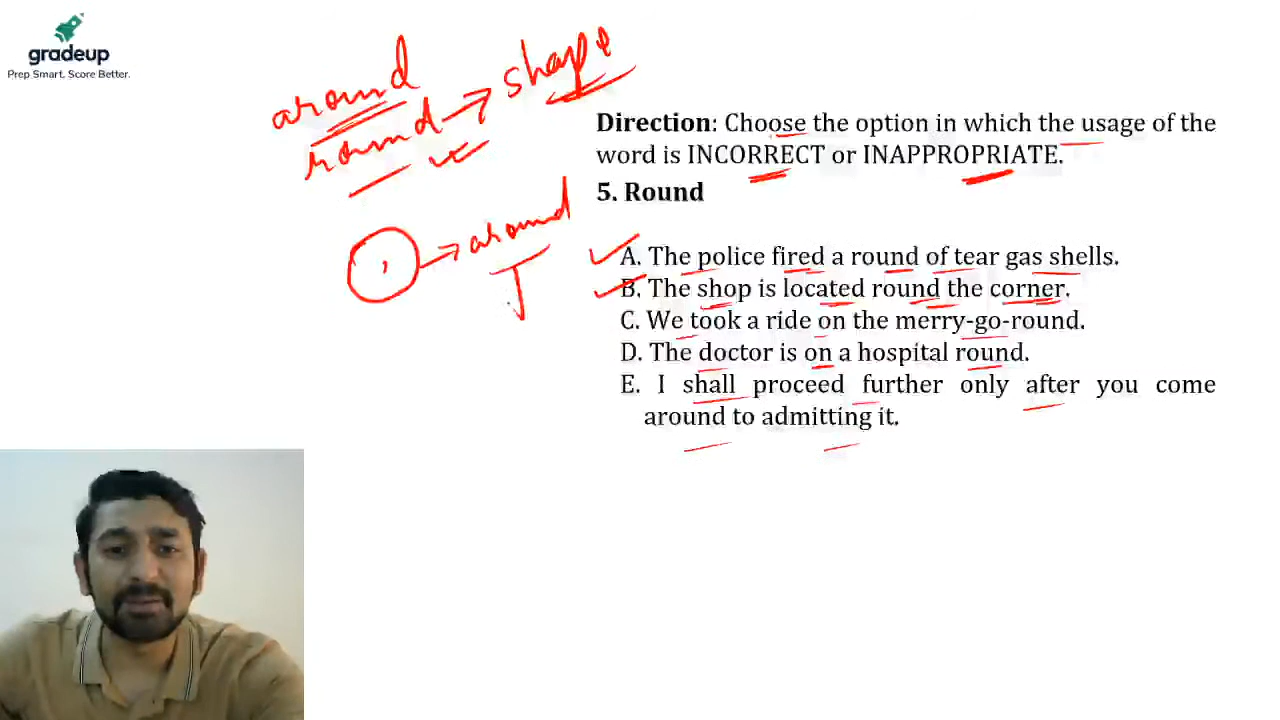 gradeup
Prep Smart, Score Better.
around
round → shape
→ around
Direction: Choose the option in which the usage of the
word is INCORRECT or INAPPROPRIATE.
5. Round
A. The police fired a round of tear gas shells.
B. The shop is located round the corner.
C. We took a ride on the merry-go-round.
D. The doctor is on a hospital round.
E. I shall proceed further only after you come
around to admitting it.